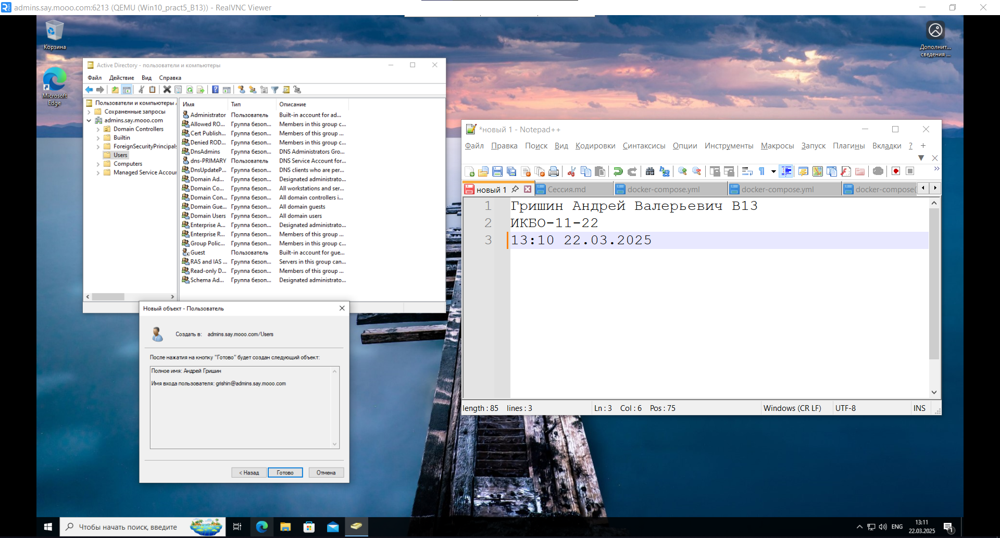 admins.say.mooo.com:6213 (QEMU (Win10_pract5_B13)) - RealVNC Viewer
Корзина
Microsoft
Edge
Дополнит...
сведения ...
Active Directory - пользователи и компьютеры
Файл Действие Вид Справка
Пользователи и компьютеры
Сохраненные запросы
admins.say.mooo.com
Domain Controllers
Builtin
ForeignSecurityPrincipals
Users
Computers
Managed Service Accou
Имя Тип Описание
Administrator Пользователь Built-in account for ad...
Allowed RO... Группа безоп... Members in this group c...
Cert Publish... Группа безоп... Members of this group ...
Denied ROD... Группа безоп... Members in this group c...
DnsAdmins Группа безоп... DNS Administrators Gro...
dns-PRIMARY Пользователь DNS Service Account for...
DnsUpdateP... Группа безоп... DNS clients who are per...
Domain Ad... Группа безоп... Designated administrato...
Domain Co... Группа безоп... All workstations and ser...
Domain Con... Группа безоп... All domain controllers i...
Domain Gue... Группа безоп... All domain guests
Domain Users Группа безоп... All domain users
Enterprise A... Группа безоп... Designated administrato...
Enterprise R... Группа безоп... Members of this group ...
Group Polic... Группа безоп... Members in this group c...
Guest Пользователь Built-in account for gue...
RAS and IAS ... Группа безоп... Servers in this group can...
Read-only D... Группа безоп... Members of this group ...
Schema Ad... Группа безоп... Designated administrato...
Новый объект - Пользователь
Создать в: admins.say.mooo.com/Users
После нажатия на кнопку "Готово" будет создан следующий объект:
Полное имя: Андрей Гришин
Имя входа пользователя: grishin@admins.say.mooo.com
< Назад Готово Отмена
*новый 1 - Notepad++
Файл Правка Поиск Вид Кодировки Синтаксисы Опции Инструменты Макросы Запуск Плагины Вкладки ? +
новый 1 Сессия.md docker-compose.yml docker-compose.yml docker-compose(
1 Гришин Андрей Валерьевич В13
2 ИКБО-11-22
3 13:10 22.03.2025
length : 85 lines : 3 Ln : 3 Col : 6 Pos : 75 Windows (CR LF) UTF-8 INS
Чтобы начать поиск, введите
ENG
13:11
22.03.2025
1